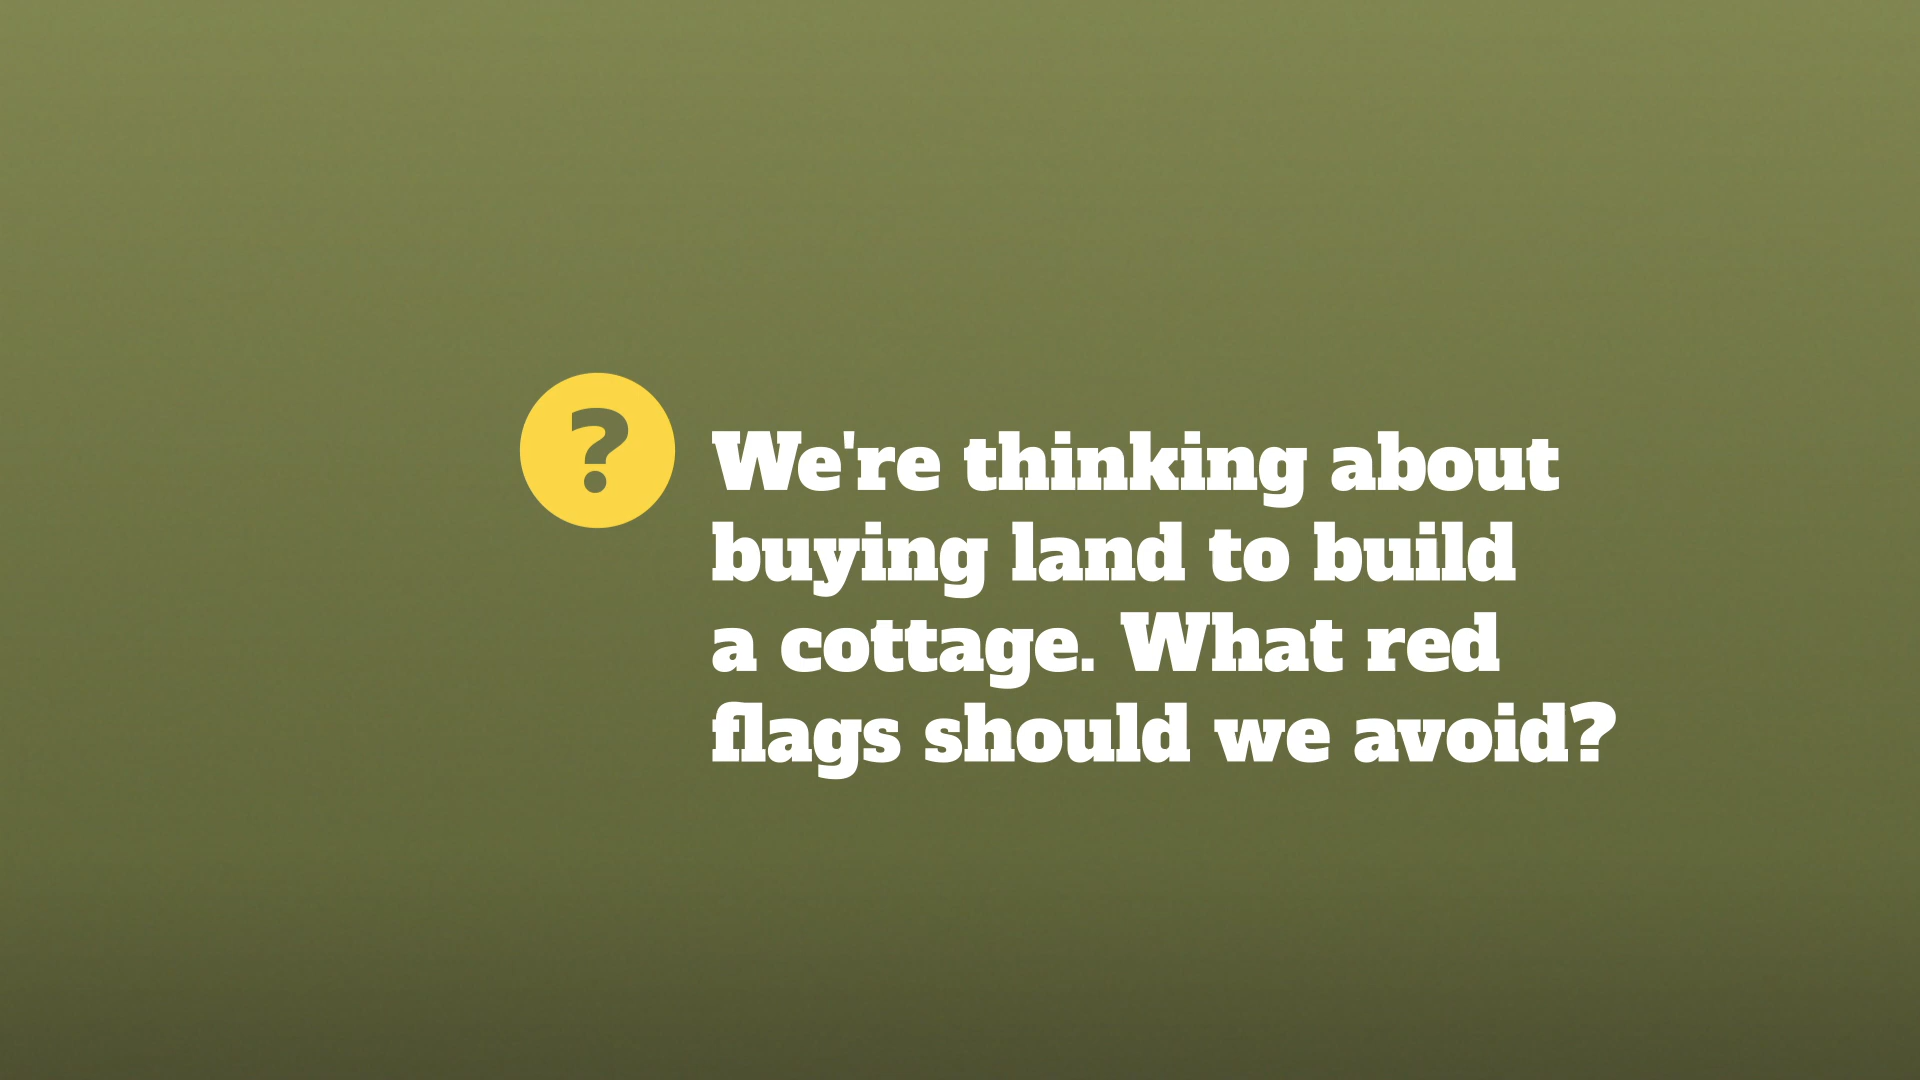 ?
We're thinking about
buying land to build
a cottage. What red
flags should we avoid?